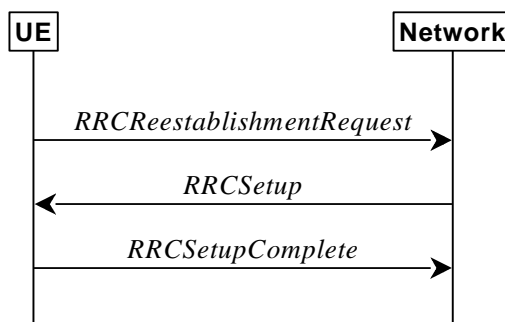 UE
Network
RRCReestablishmentRequest
RRCSetup
RRCSetupComplete